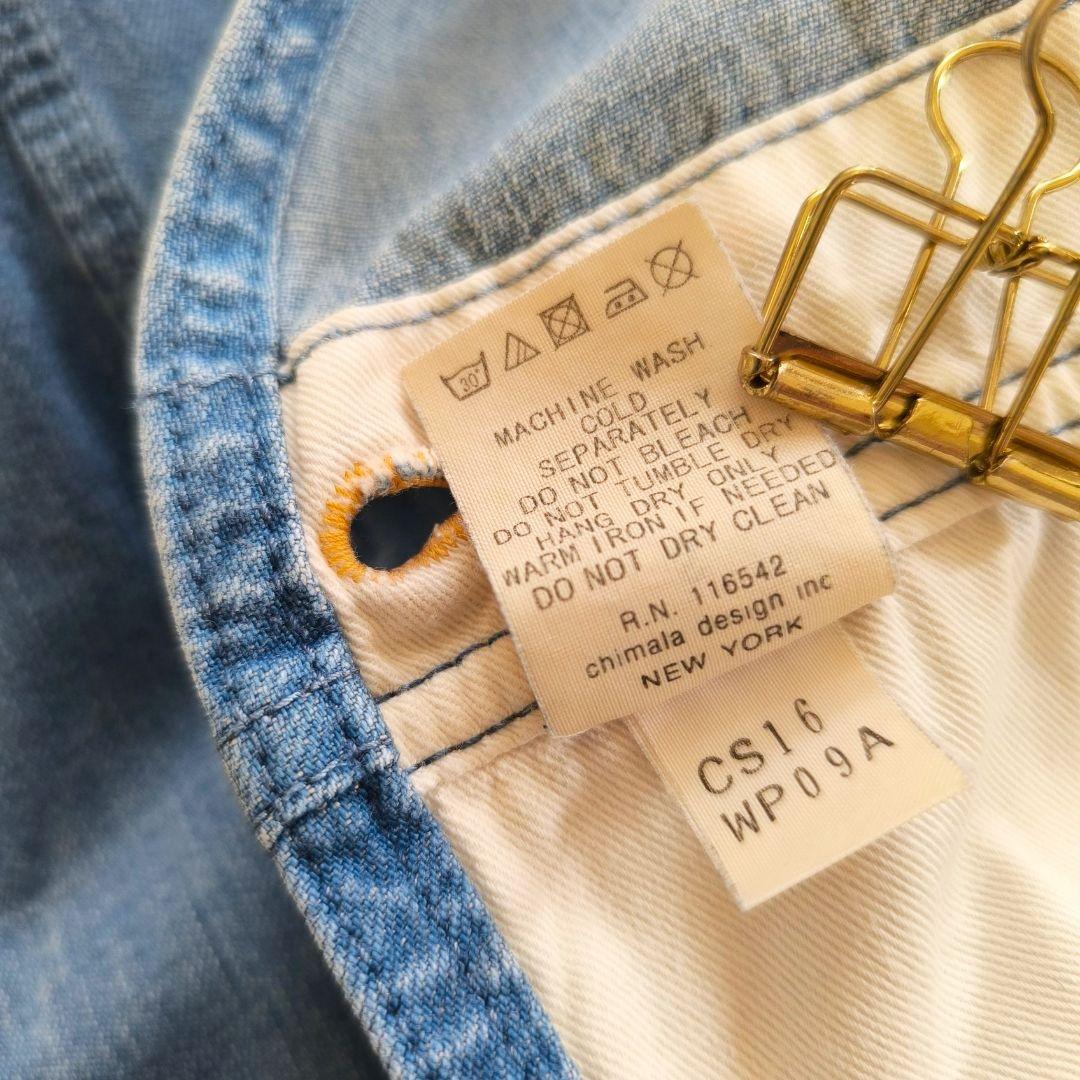 30
MACHINE WASH
COLD
SEPARATELY
DO NOT BLEACH
DO NOT TUMBLE DRY
HANG DRY ONLY
WARM IRON IF NEEDED
DO NOT DRY CLEAN
R.N. 116542
chimala design inc
NEW YORK
CS16
WP09A